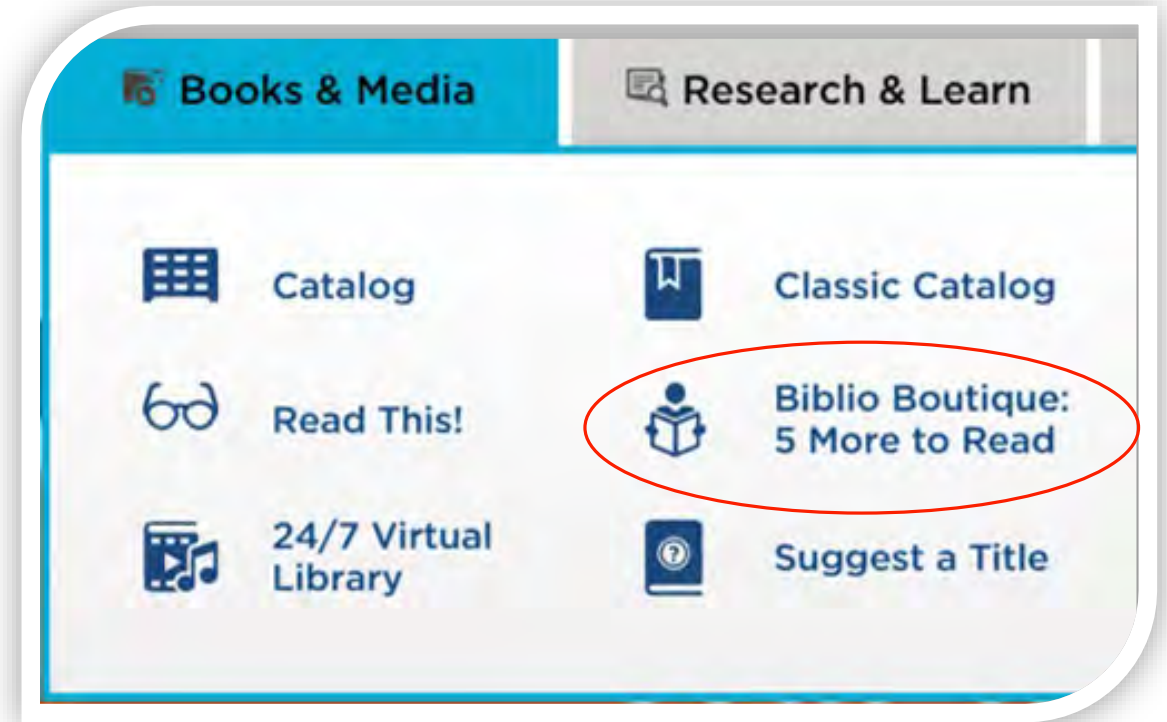 Books & Media
Research & Learn
Catalog
Classic Catalog
Read This!
Biblio Boutique:
5 More to Read
24/7 Virtual
Library
Suggest a Title